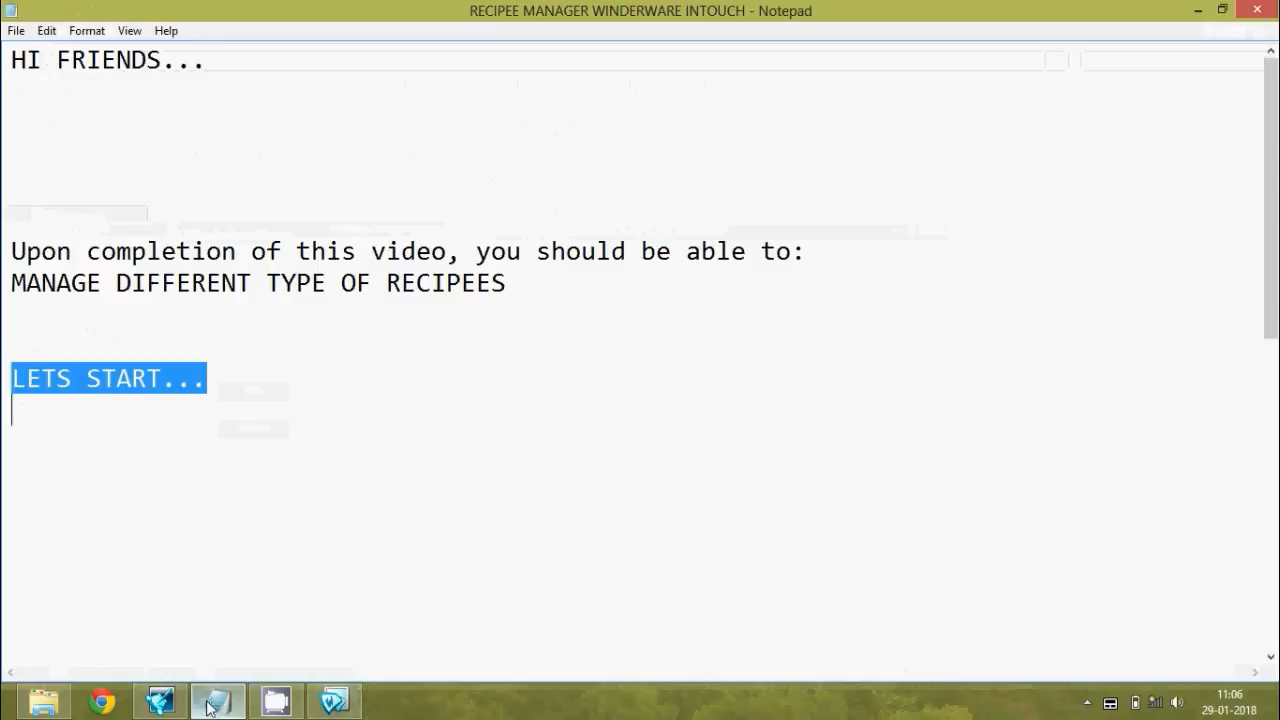 RECIPEE MANAGER WINDERWARE INTOUCH - Notepad
File Edit Format View Help
HI FRIENDS...
Upon completion of this video, you should be able to:
MANAGE DIFFERENT TYPE OF RECIPEES
LETS START...
11:06
29-01-2018